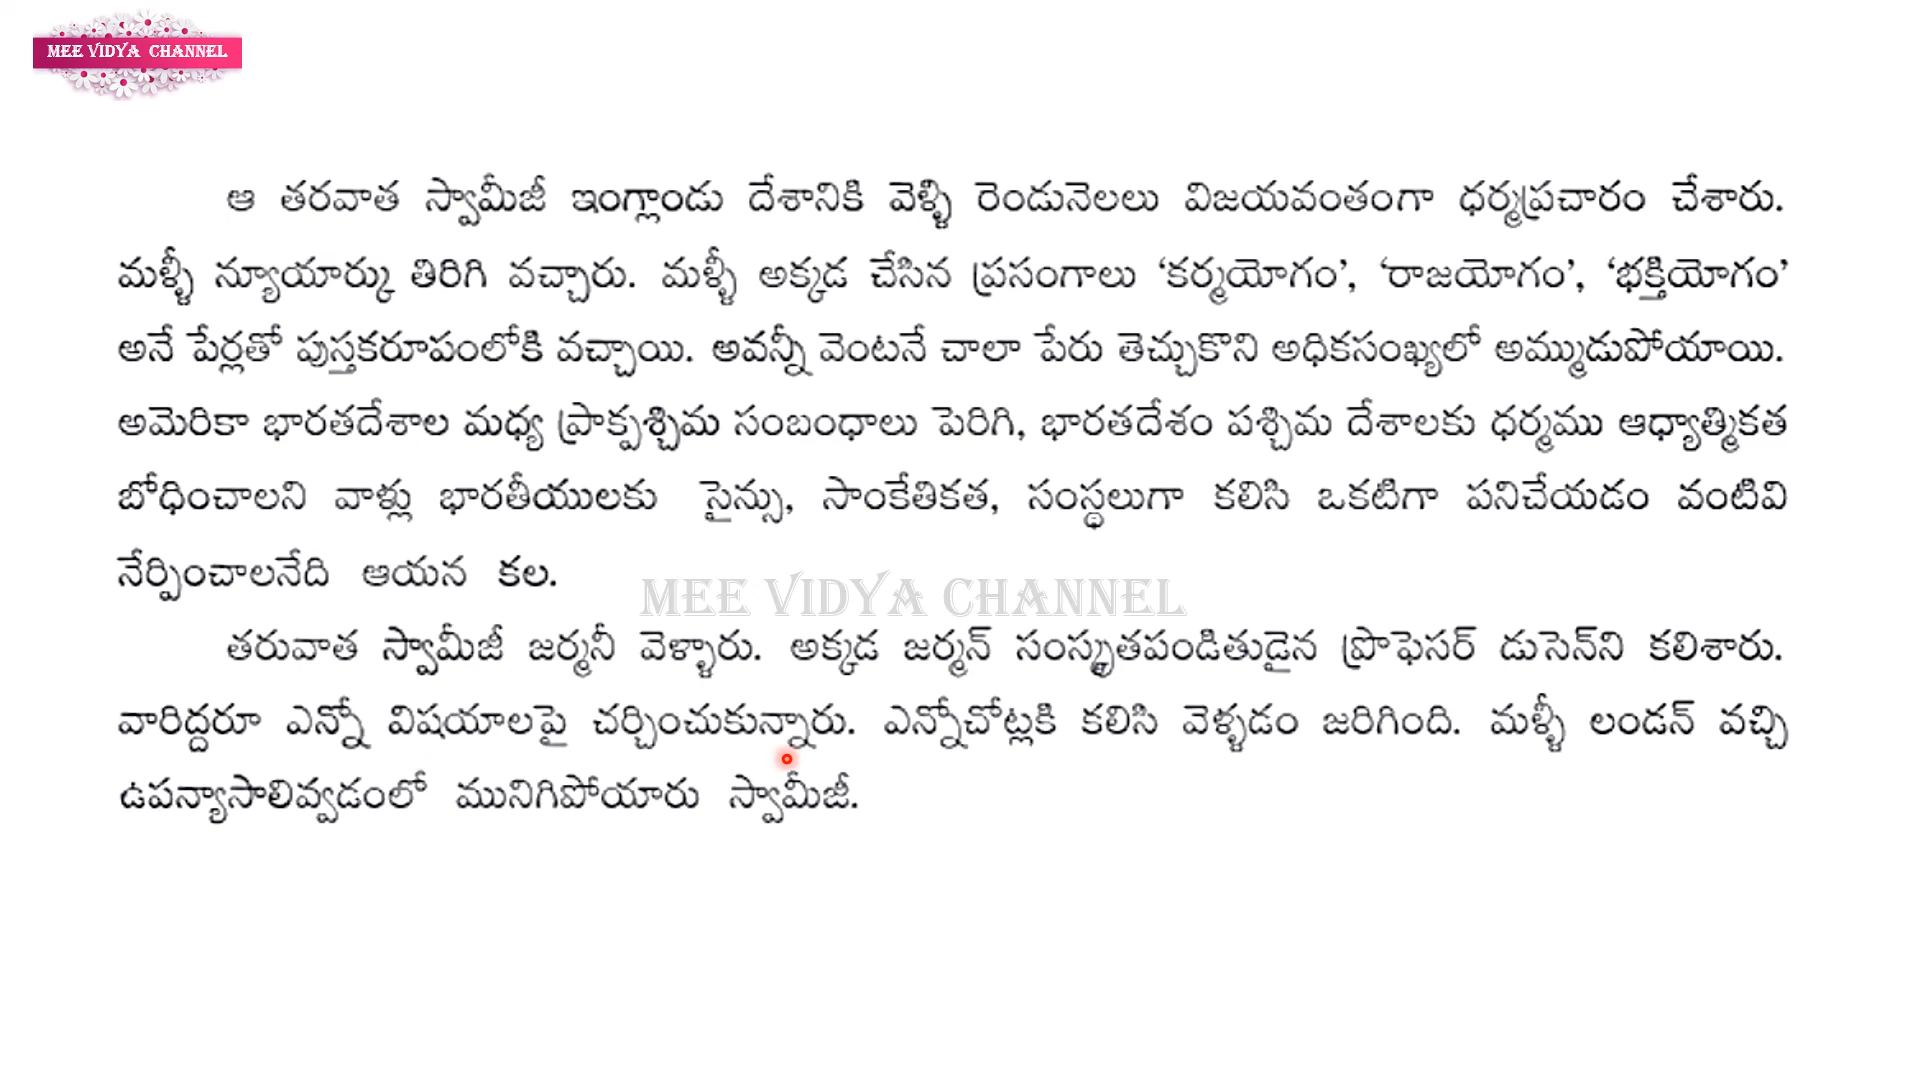 MEE VIDYA CHANNEL
ఆ తరవాత స్వామీజీ ఇంగ్లాండు దేశానికి వెళ్ళి రెండునెలలు విజయవంతంగా ధర్మప్రచారం చేశారు.
మళ్ళీ న్యూయార్కు తిరిగి వచ్చారు. మళ్ళీ అక్కడ చేసిన ప్రసంగాలు ‘కర్మయోగం’, ‘రాజయోగం’, ‘భక్తియోగం’
అనే పేర్లతో పుస్తకరూపంలోకి వచ్చాయి. అవన్నీ వెంటనే చాలా పేరు తెచ్చుకొని అధికసంఖ్యలో అమ్ముడుపోయాయి.
అమెరికా భారతదేశాల మధ్య ప్రాక్పశ్చిమ సంబంధాలు పెరిగి, భారతదేశం పశ్చిమ దేశాలకు ధర్మము ఆధ్యాత్మికత
బోధించాలని వాళ్లు భారతీయులకు సైన్సు, సాంకేతికత, సంస్థలుగా కలిసి ఒకటిగా పనిచేయడం వంటివి
నేర్పించాలనేది ఆయన కల.
MEE VIDYA CHANNEL
తరువాత స్వామీజీ జర్మనీ వెళ్ళారు. అక్కడ జర్మన్ సంస్కృతపండితుడైన ప్రొఫెసర్ డుసెన్‌ని కలిశారు.
వారిద్దరూ ఎన్నో విషయాలపై చర్చించుకున్నారు. ఎన్నోచోట్లకి కలిసి వెళ్ళడం జరిగింది. మళ్ళీ లండన్ వచ్చి
ఉపన్యాసాలివ్వడంలో మునిగిపోయారు స్వామీజీ.